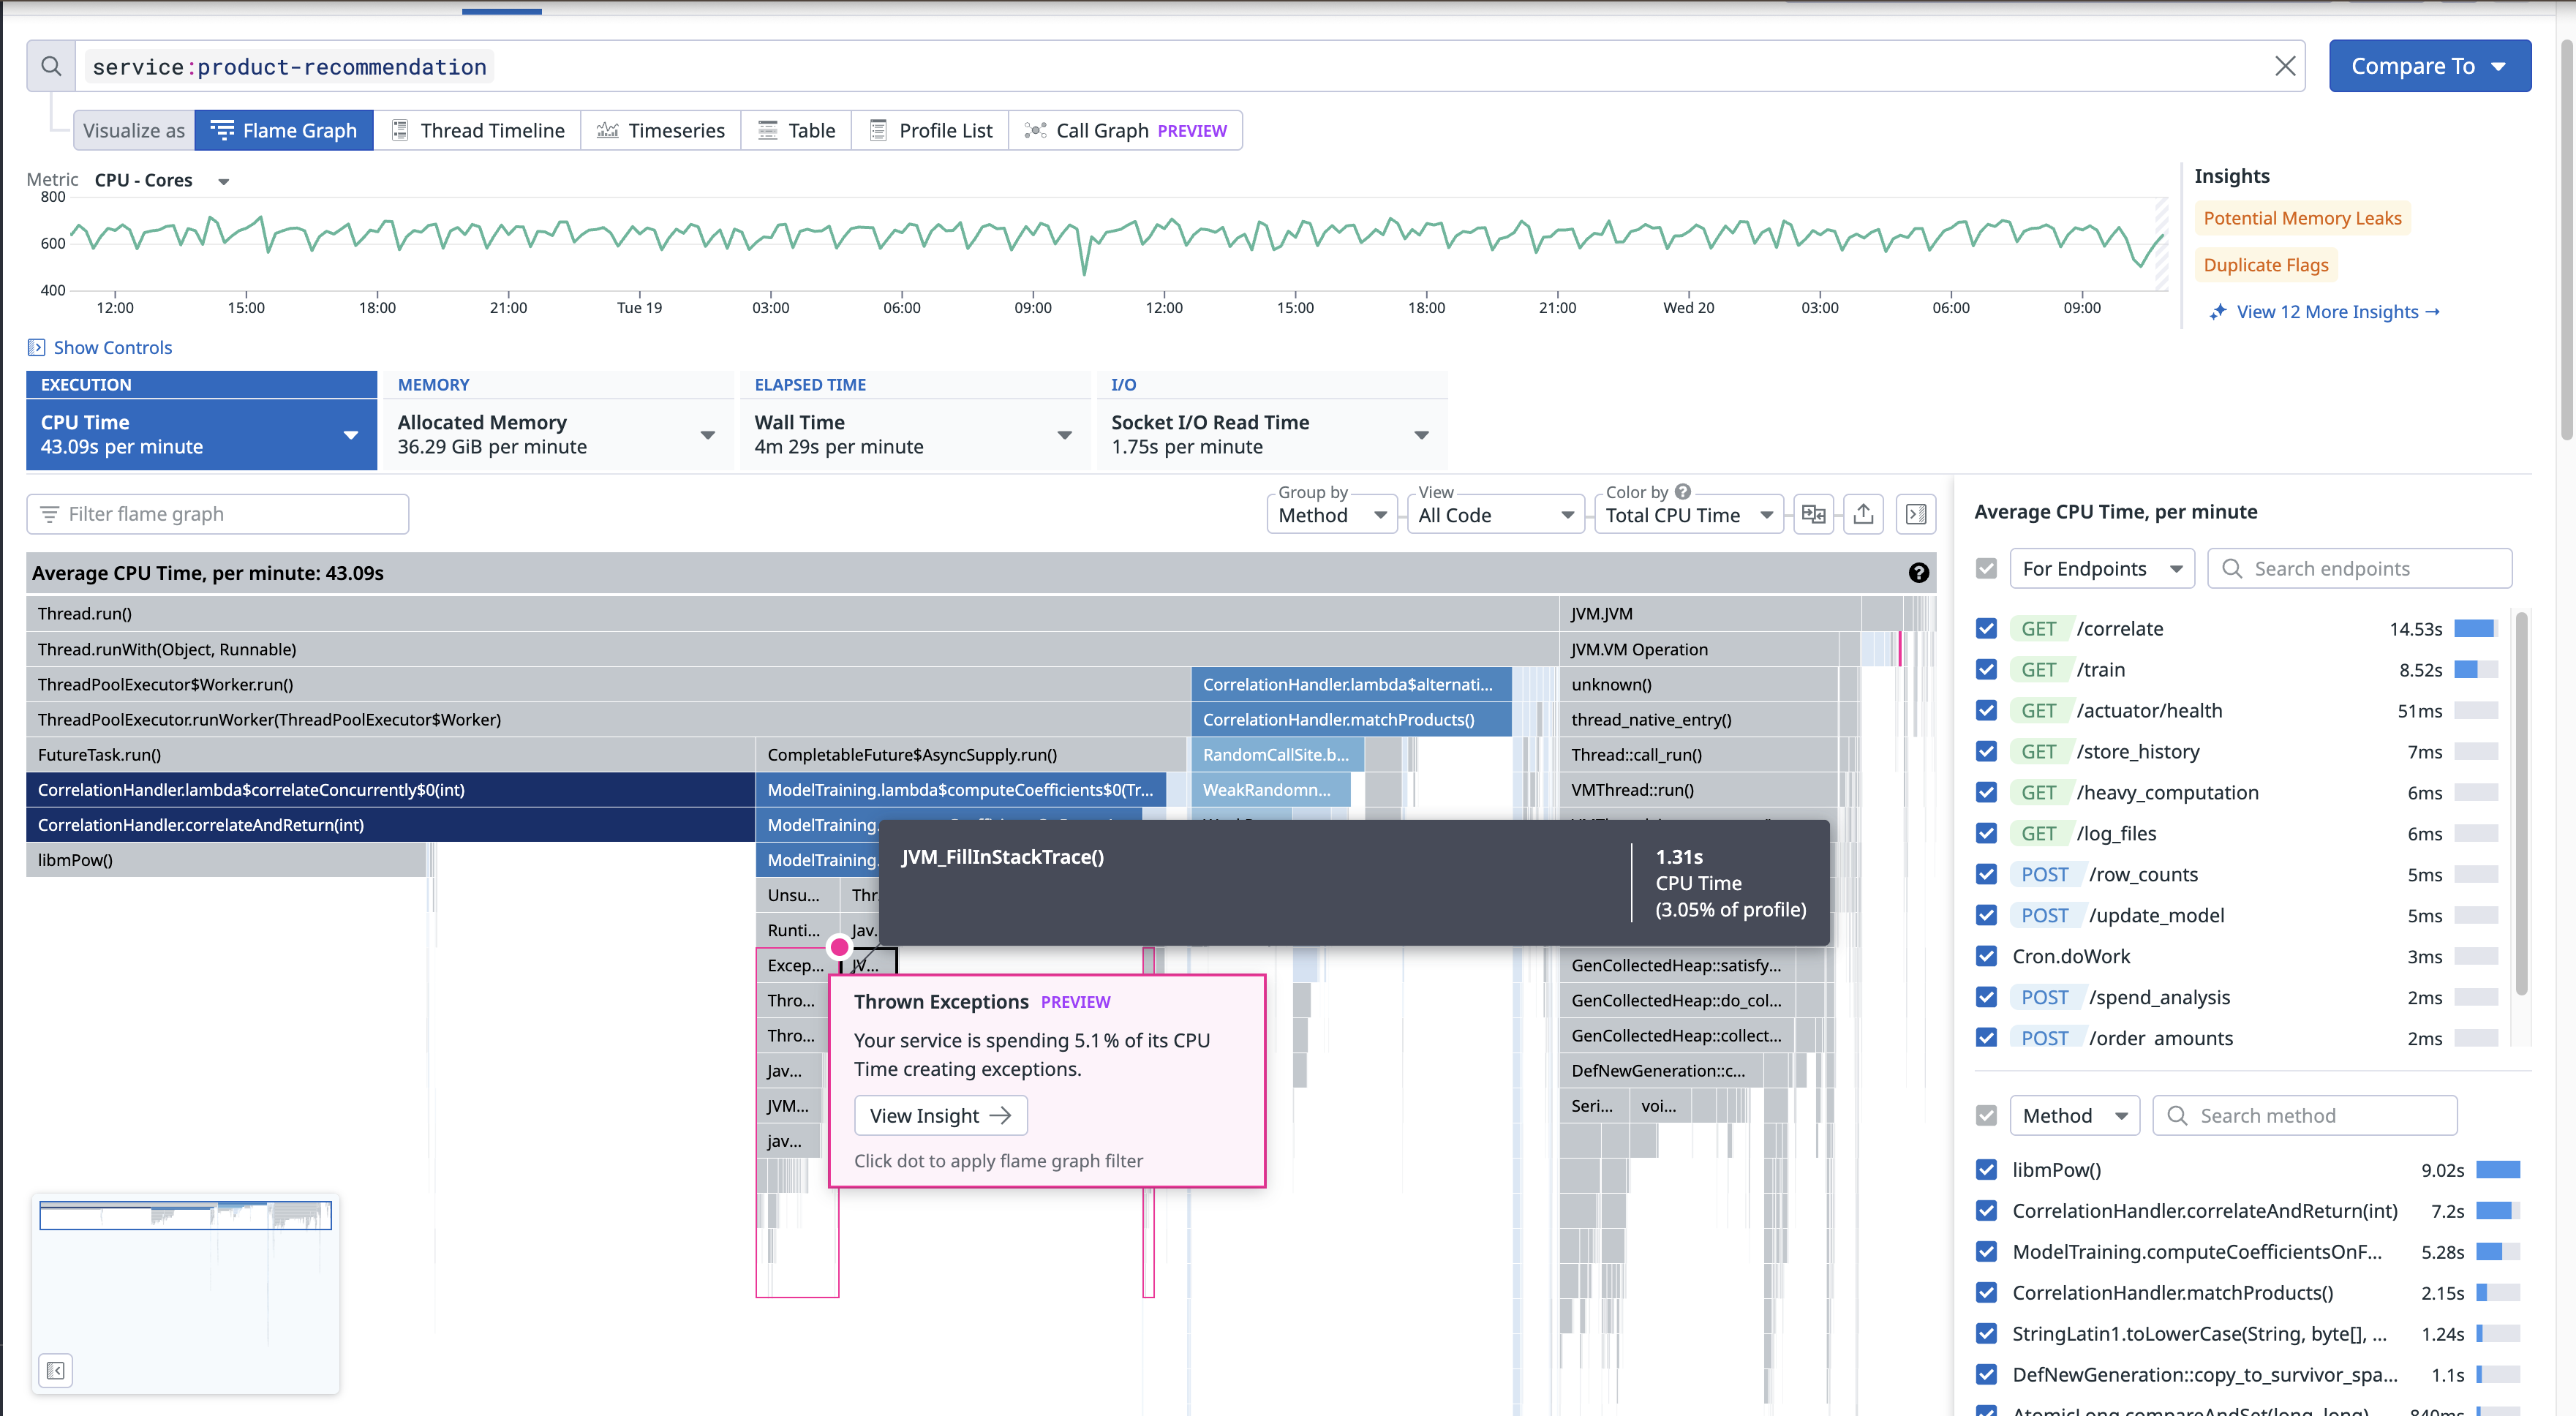 service:product-recommendation
Compare To
Visualize as
Flame Graph
Thread Timeline
Timeseries
Table
Profile List
Call Graph PREVIEW
Metric CPU - Cores
800
600
400
12:00 15:00 18:00 21:00 Tue 19 03:00 06:00 09:00 12:00 15:00 18:00 21:00 Wed 20 03:00 06:00 09:00
Insights
Potential Memory Leaks
Duplicate Flags
View 12 More Insights →
Show Controls
EXECUTION
CPU Time
43.09s per minute
MEMORY
Allocated Memory
36.29 GiB per minute
ELAPSED TIME
Wall Time
4m 29s per minute
I/O
Socket I/O Read Time
1.75s per minute
Filter flame graph
Group by
Method
View
All Code
Color by
Total CPU Time
Average CPU Time, per minute: 43.09s
Thread.run() JVM.JVM
Thread.runWith(Object, Runnable) JVM.VM Operation
ThreadPoolExecutor$Worker.run() CorrelationHandler.lambda$alternati... unknown()
ThreadPoolExecutor.runWorker(ThreadPoolExecutor$Worker) CorrelationHandler.matchProducts() thread_native_entry()
FutureTask.run() CompletableFuture$AsyncSupply.run() RandomCallSite.b... Thread::call_run()
CorrelationHandler.lambda$correlateConcurrently$0(int) ModelTraining.lambda$computeCoefficients$0(Tr... WeakRandomn... VMThread::run()
CorrelationHandler.correlateAndReturn(int) ModelTraining.
libmPow() ModelTraining.
Unsu... Thr
Runti... Jav.
Excep... JV... GenCollectedHeap::satisfy...
Thro... GenCollectedHeap::do_col...
Thro... GenCollectedHeap::collect...
Jav... DefNewGeneration::c...
JVM... Seri... voi...
jav...
JVM_FillInStackTrace()
1.31s
CPU Time
(3.05% of profile)
Thrown Exceptions PREVIEW
Your service is spending 5.1% of its CPU
Time creating exceptions.
View Insight →
Click dot to apply flame graph filter
Average CPU Time, per minute
For Endpoints
Search endpoints
GET /correlate 14.53s
GET /train 8.52s
GET /actuator/health 51ms
GET /store_history 7ms
GET /heavy_computation 6ms
GET /log_files 6ms
POST /row_counts 5ms
POST /update_model 5ms
Cron.doWork 3ms
POST /spend_analysis 2ms
POST /order_amounts 2ms
Method
Search method
libmPow() 9.02s
CorrelationHandler.correlateAndReturn(int) 7.2s
ModelTraining.computeCoefficientsOnF... 5.28s
CorrelationHandler.matchProducts() 2.15s
StringLatin1.toLowerCase(String, byte[], ... 1.24s
DefNewGeneration::copy_to_survivor_spa... 1.1s
AtomicLong.compareAndSet(long, long) 840ms